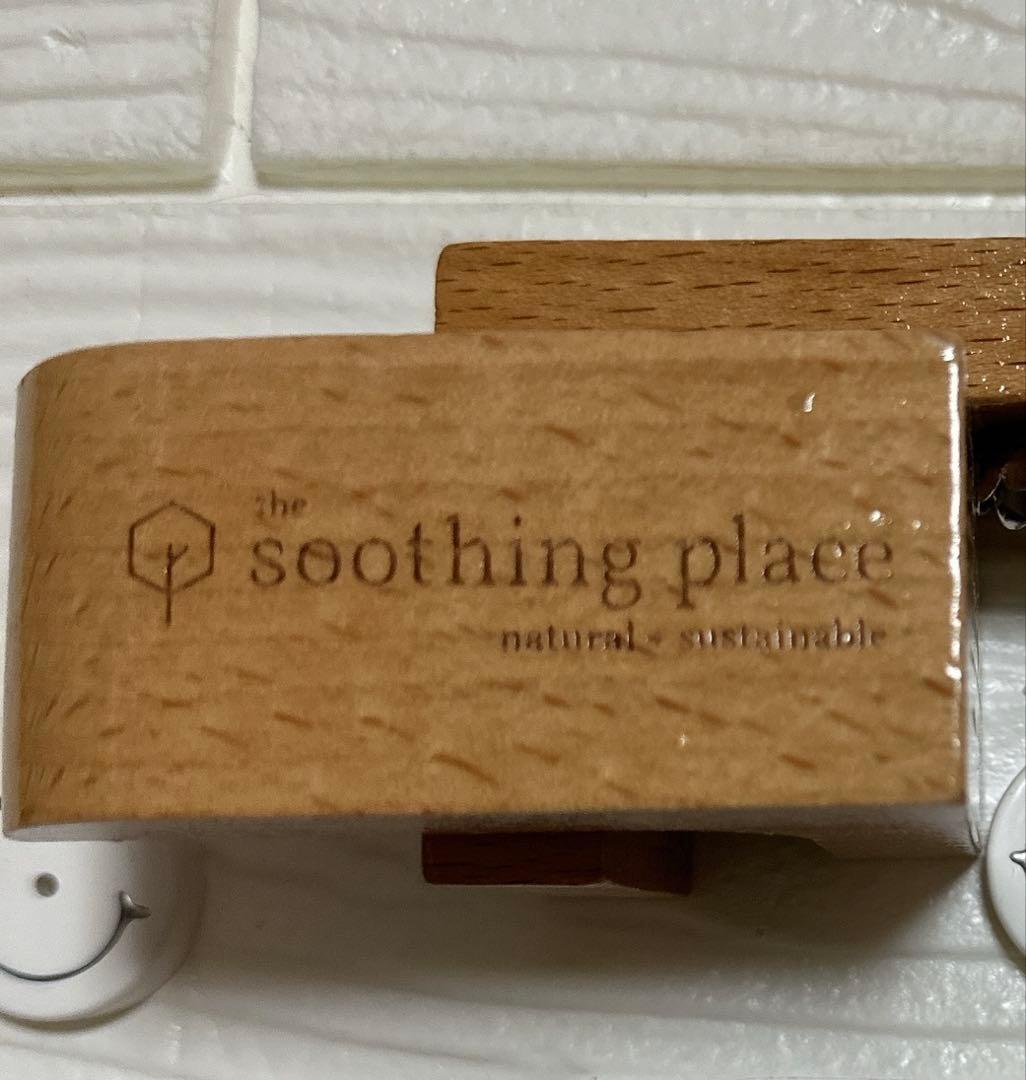 the
soothing place
natural + sustainable